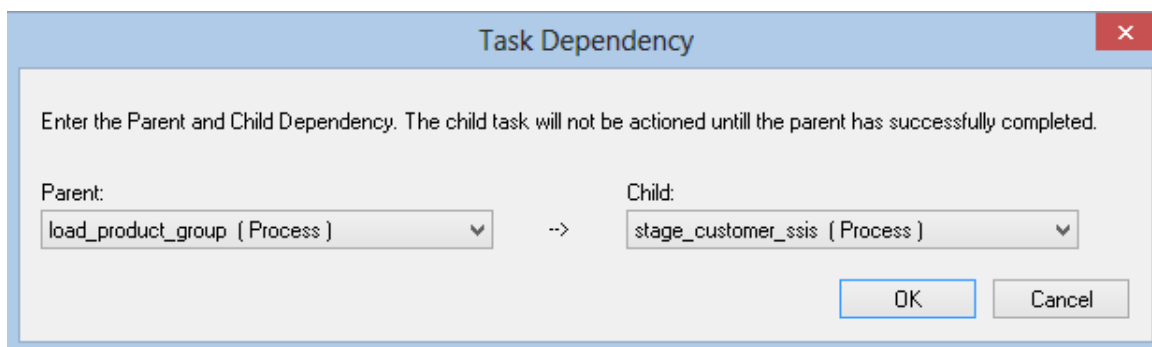 Task Dependency
Enter the Parent and Child Dependency. The child task will not be actioned untill the parent has successfully completed.
Parent:
Child:
load_product_group ( Process )
-->
stage_customer_ssis ( Process )
OK
Cancel